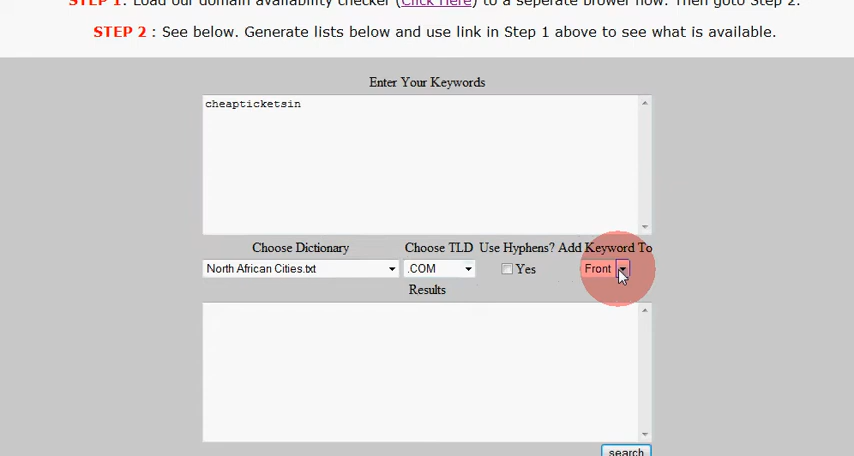 STEP 1: Load our domain availability checker (Click Here) to a seperate brower now. Then goto Step 2.
STEP 2 : See below. Generate lists below and use link in Step 1 above to see what is available.
Enter Your Keywords
cheapticketsin
Choose Dictionary Choose TLD Use Hyphens? Add Keyword To
North African Cities.txt .COM Yes Front
Results
search